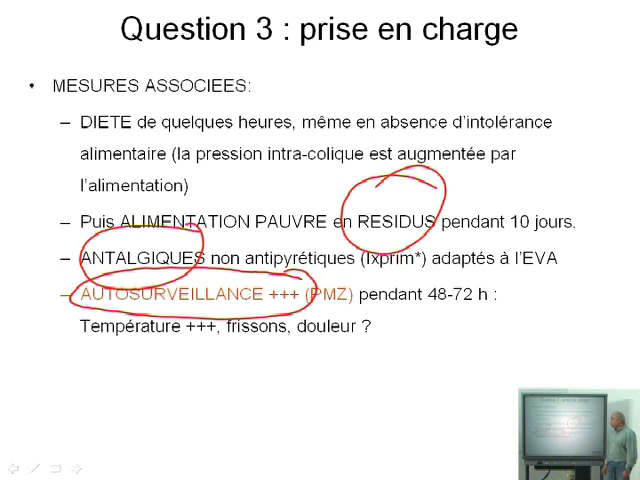 Question 3 : prise en charge
• MESURES ASSOCIEES:
– DIETE de quelques heures, même en absence d'intolérance
alimentaire (la pression intra-colique est augmentée par
l'alimentation)
– Puis ALIMENTATION PAUVRE en RESIDUS pendant 10 jours.
– ANTALGIQUES non antipyrétiques (Ixprim*) adaptés à l'EVA
– AUTOSURVEILLANCE +++ (PMZ) pendant 48-72 h :
Température +++, frissons, douleur ?